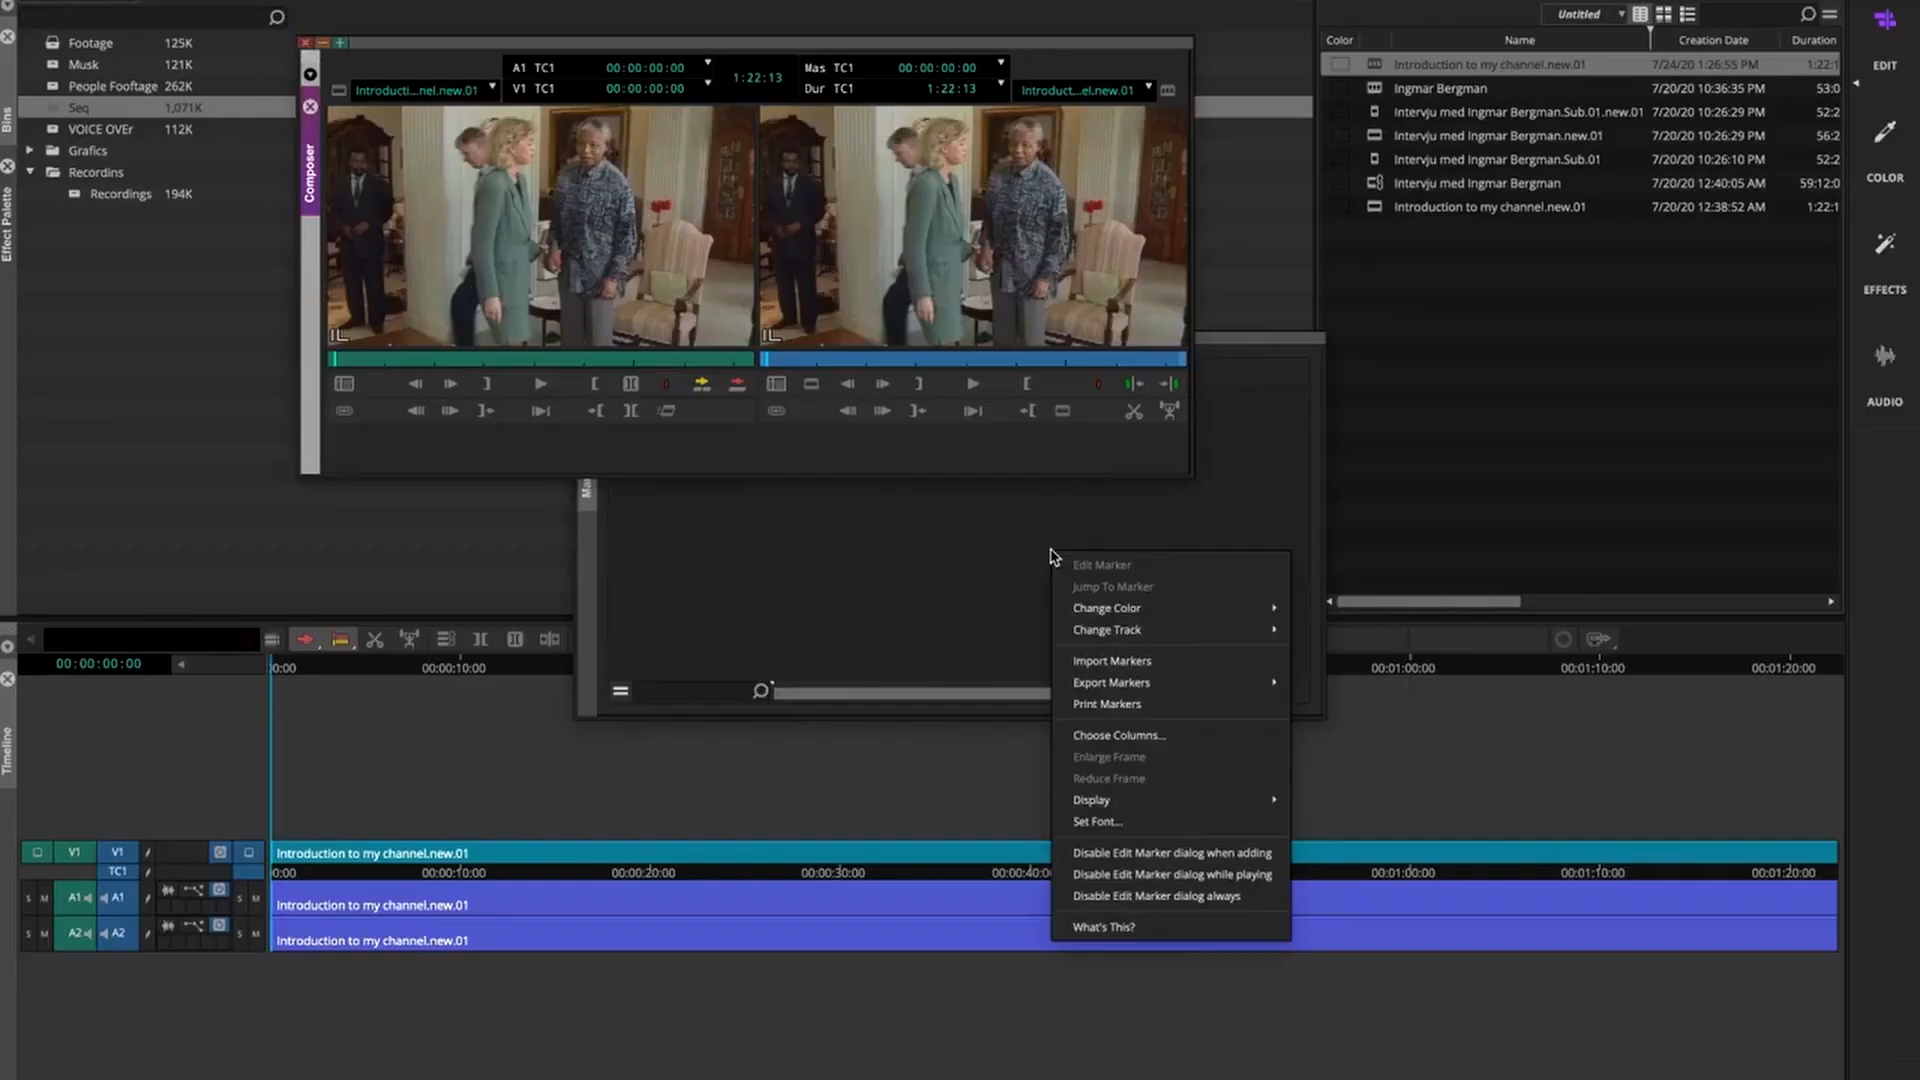 Bins
Effect Palette
Footage 125K
Musk 121K
People Fooftage 262K
Seq 1,071K
VOICE OVEr 112K
Grafics
Recordins
Recordings 194K
Composer
Introducti...nel.new.01
A1 TC1 00:00:00:00
V1 TC1 00:00:00:00
1:22:13
Mas TC1 00:00:00:00
Dur TC1 1:22:13
Introduct...el.new.01
Untitled
Color Name Creation Date Duration
Introduction to my channel.new.01 7/24/20 1:26:55 PM 1:22:1
Ingmar Bergman 7/20/20 10:36:35 PM 53:0
Intervju med Ingmar Bergman.Sub.01.new.01 7/20/20 10:26:29 PM 52:2
Intervju med Ingmar Bergman.new.01 7/20/20 10:26:29 PM 56:2
Intervju med Ingmar Bergman.Sub.01 7/20/20 10:26:10 PM 52:2
Intervju med Ingmar Bergman 7/20/20 12:40:05 AM 59:12:0
Introduction to my channel.new.01 7/20/20 12:38:52 AM 1:22:1
EDIT
COLOR
EFFECTS
AUDIO
Ma
Edit Marker
Jump To Marker
Change Color
Change Track
Import Markers
Export Markers
Print Markers
Choose Columns...
Enlarge Frame
Reduce Frame
Display
Set Font...
Disable Edit Marker dialog when adding
Disable Edit Marker dialog while playing
Disable Edit Marker dialog always
What's This?
Timeline
00:00:00:00
0:00 00:00:10:00 00:01:00:00 00:01:10:00 00:01:20:00
V1 V1 Introduction to my channel.new.01
TC1 0:00 00:00:10:00 00:00:20:00 00:00:30:00 00:00:40:0 00:01:00:00 00:01:10:00 00:01:20:00
S M A1 A1 S M Introduction to my channel.new.01
S M A2 A2 S M Introduction to my channel.new.01